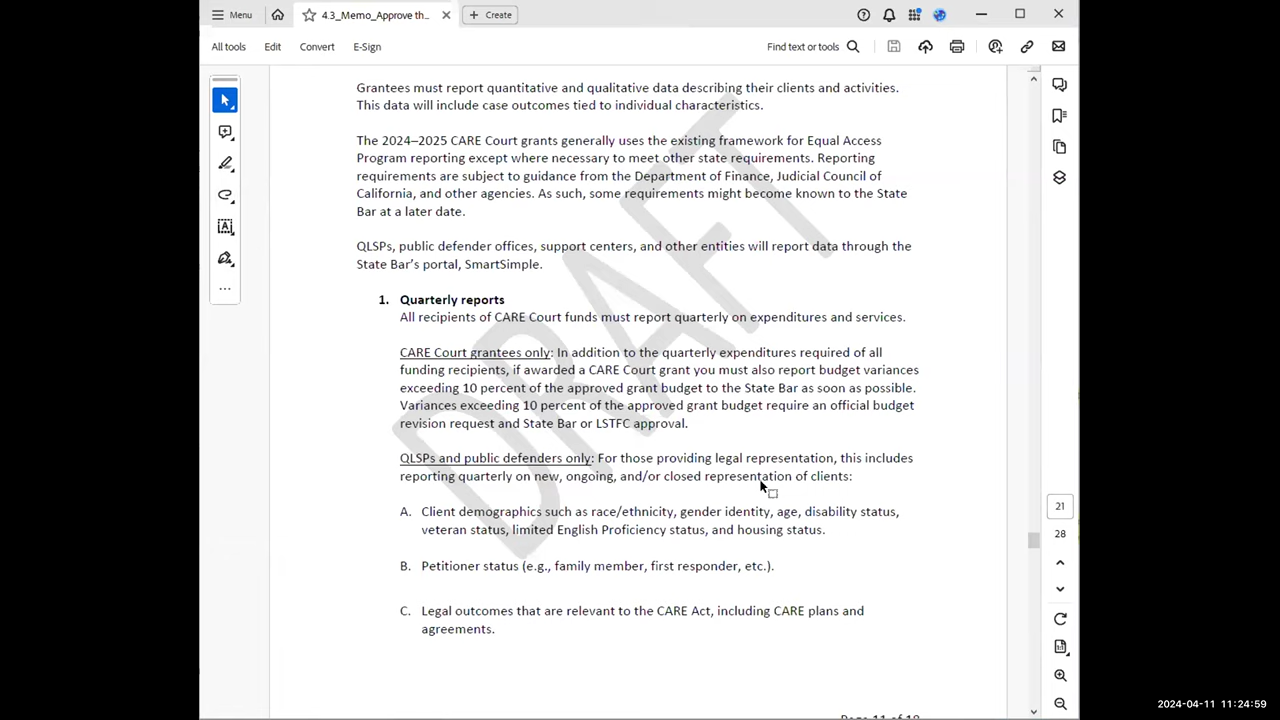 Menu
4.3_Memo_Approve th...
Create
All tools
Edit
Convert
E-Sign
Find text or tools
Grantees must report quantitative and qualitative data describing their clients and activities.
This data will include case outcomes tied to individual characteristics.
The 2024–2025 CARE Court grants generally uses the existing framework for Equal Access
Program reporting except where necessary to meet other state requirements. Reporting
requirements are subject to guidance from the Department of Finance, Judicial Council of
California, and other agencies. As such, some requirements might become known to the State
Bar at a later date.
QLSPs, public defender offices, support centers, and other entities will report data through the
State Bar's portal, SmartSimple.
1. Quarterly reports
All recipients of CARE Court funds must report quarterly on expenditures and services.
CARE Court grantees only: In addition to the quarterly expenditures required of all
funding recipients, if awarded a CARE Court grant you must also report budget variances
exceeding 10 percent of the approved grant budget to the State Bar as soon as possible.
Variances exceeding 10 percent of the approved grant budget require an official budget
revision request and State Bar or LSTFC approval.
QLSPs and public defenders only: For those providing legal representation, this includes
reporting quarterly on new, ongoing, and/or closed representation of clients:
A. Client demographics such as race/ethnicity, gender identity, age, disability status,
veteran status, limited English Proficiency status, and housing status.
B. Petitioner status (e.g., family member, first responder, etc.).
C. Legal outcomes that are relevant to the CARE Act, including CARE plans and
agreements.
Page 11 of 18
DRAFT
21
28
2024-04-11 11:24:59